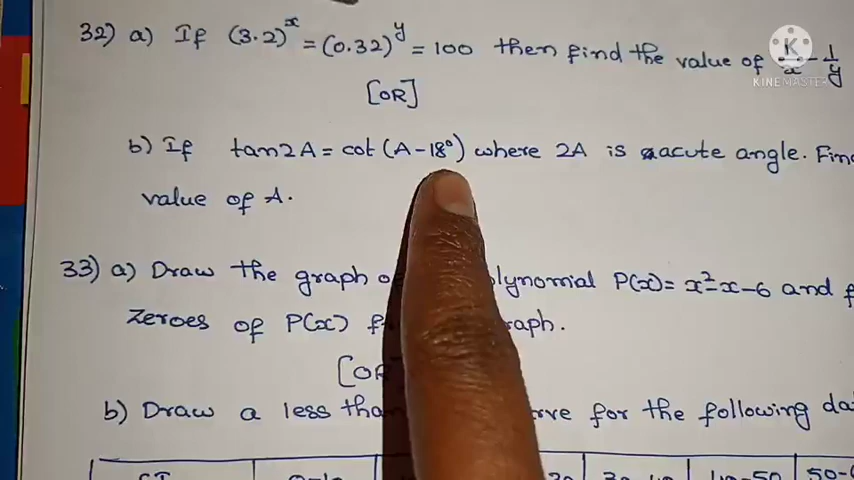 32) a) If (3.2)^x = (0.32)^y = 100 then find the value of 1/x - 1/y
K
KINEMASTER
[OR]
b) If tan2A = cot (A-18°) where 2A is acute angle. Find
value of A.
33) a) Draw the graph of polynomial P(x) = x²-x-6 and
Zeroes of P(x) graph.
[OR
b) Draw a less for the following
50-